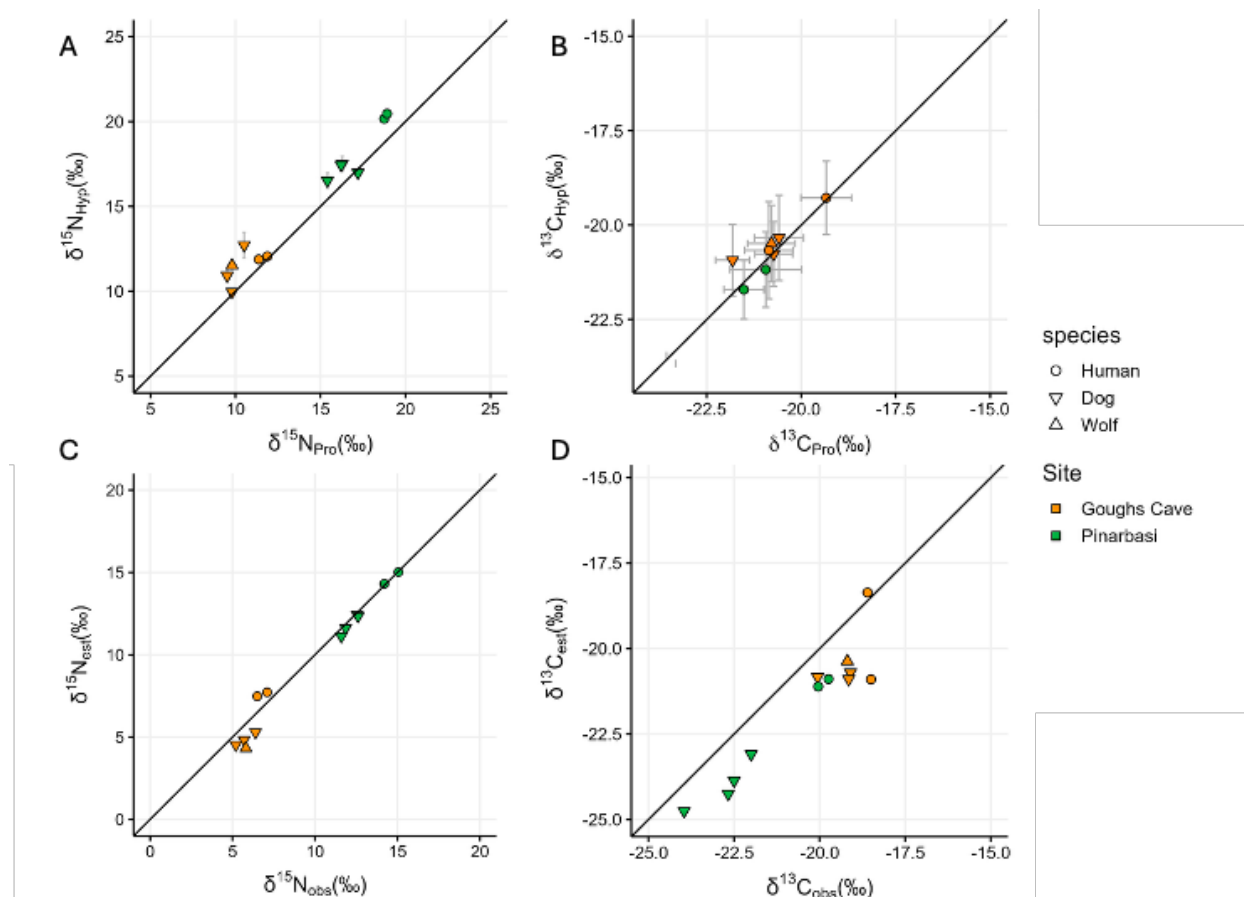 A
25
20
15
10
5
5
10
15
20
25
δ15NHyp(‰)
δ15NPro(‰)
B
-15.0
-17.5
-20.0
-22.5
-22.5
-20.0
-17.5
-15.0
δ13CHyp(‰)
δ13CPro(‰)
C
20
15
10
5
0
0
5
10
15
20
δ15Nest(‰)
δ15Nobs(‰)
D
-15.0
-17.5
-20.0
-22.5
-25.0
-25.0
-22.5
-20.0
-17.5
-15.0
δ13Cest(‰)
δ13Cobs(‰)
species
Human
Dog
Wolf
Site
Goughs Cave
Pinarbasi